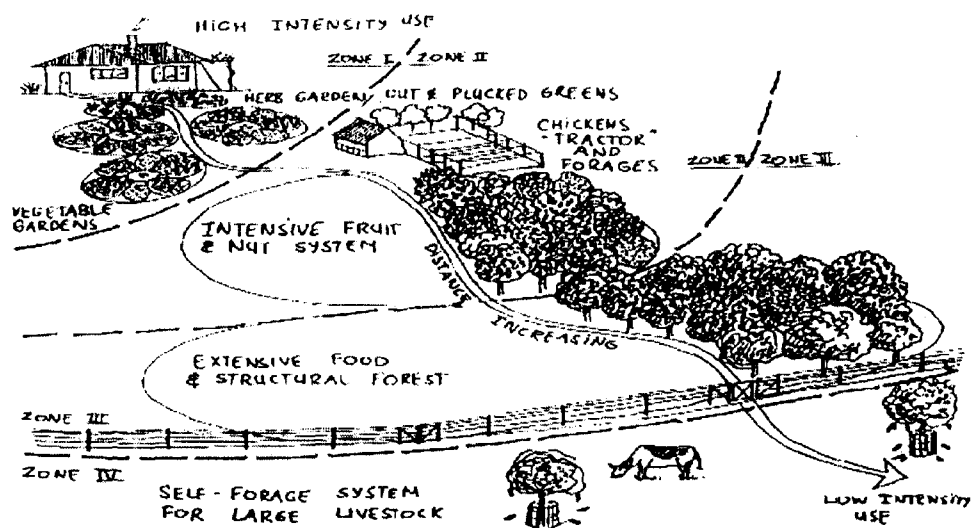 HIGH INTENSITY USE
ZONE I / ZONE II
HERB GARDEN, CUT & PLUCKED GREENS
CHICKENS
"TRACTOR"
AND
FORAGES
ZONE II / ZONE III
VEGETABLE
GARDENS
INTENSIVE FRUIT
& NUT SYSTEM
DISTANCE INCREASING
EXTENSIVE FOOD
& STRUCTURAL FOREST
ZONE III
ZONE IV
SELF-FORAGE SYSTEM
FOR LARGE LIVESTOCK
LOW INTENSITY
USE